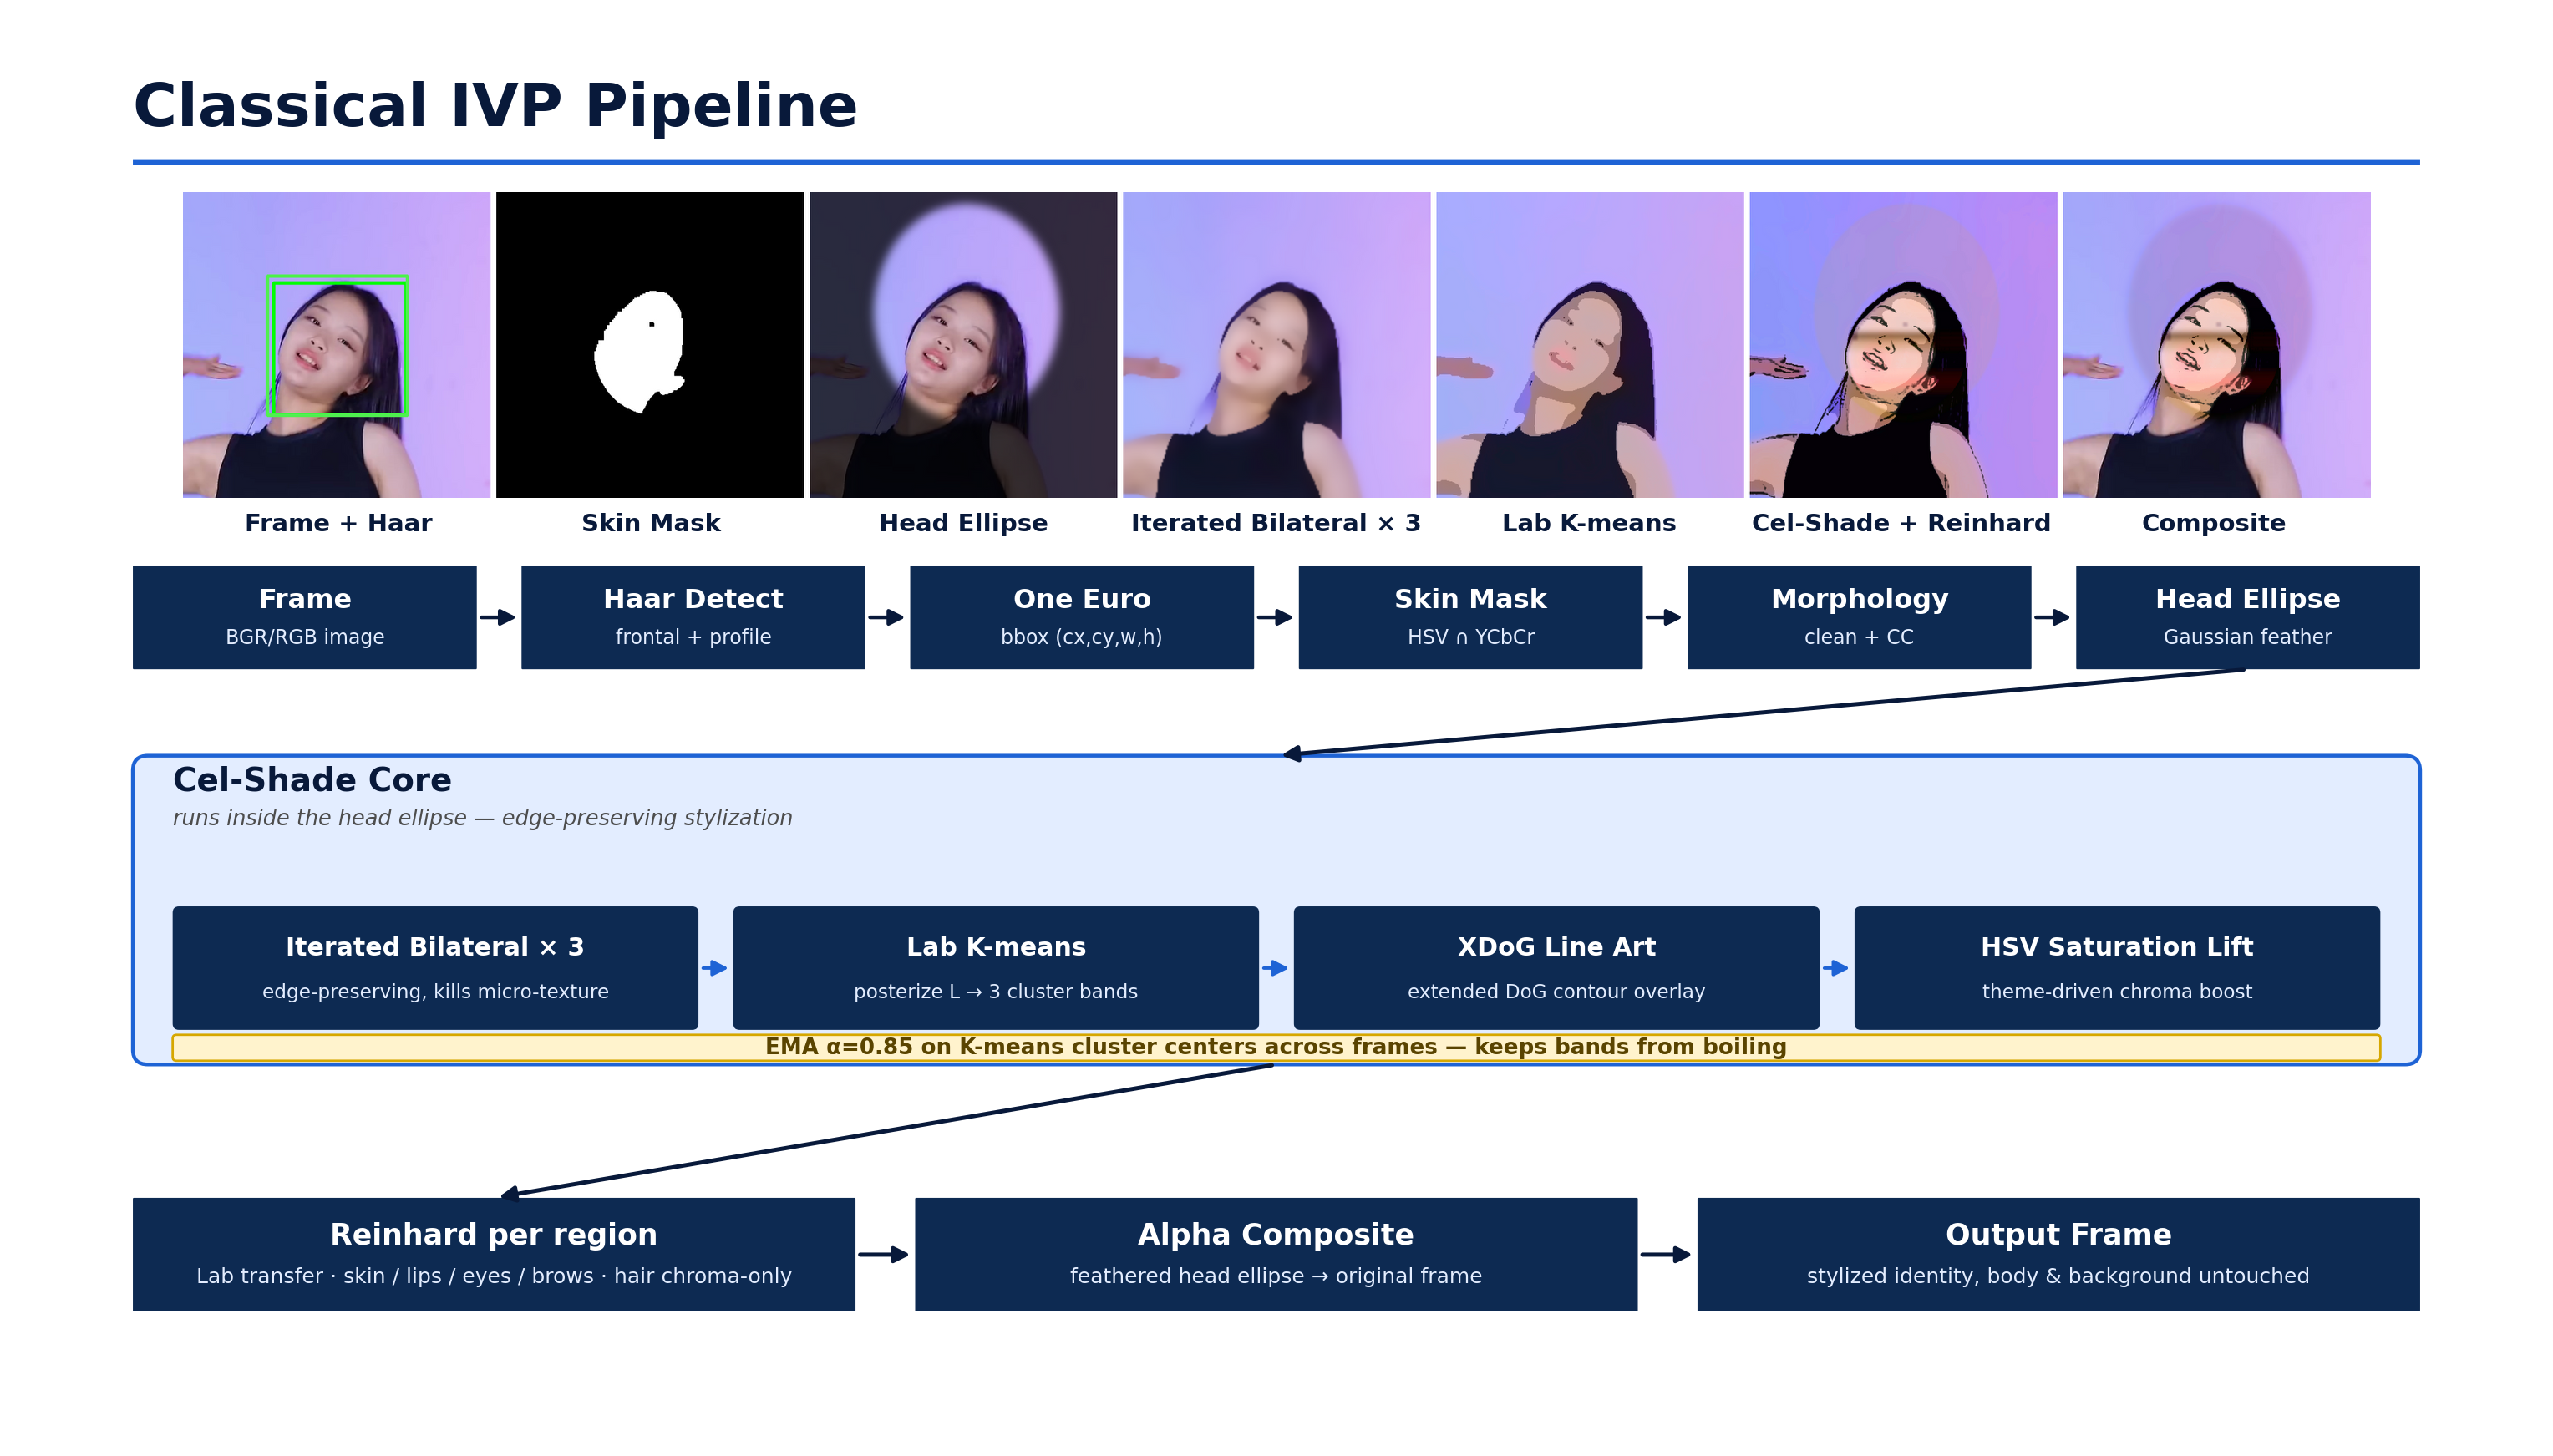 Classical IVP Pipeline
Frame + Haar
Skin Mask
Head Ellipse
Iterated Bilateral × 3
Lab K-means
Cel-Shade + Reinhard
Composite
Frame
BGR/RGB image
Haar Detect
frontal + profile
One Euro
bbox (cx,cy,w,h)
Skin Mask
HSV ∩ YCbCr
Morphology
clean + CC
Head Ellipse
Gaussian feather
Cel-Shade Core
runs inside the head ellipse — edge-preserving stylization
Iterated Bilateral × 3
edge-preserving, kills micro-texture
Lab K-means
posterize L → 3 cluster bands
XDoG Line Art
extended DoG contour overlay
HSV Saturation Lift
theme-driven chroma boost
EMA α=0.85 on K-means cluster centers across frames — keeps bands from boiling
Reinhard per region
Lab transfer · skin / lips / eyes / brows · hair chroma-only
Alpha Composite
feathered head ellipse → original frame
Output Frame
stylized identity, body & background untouched